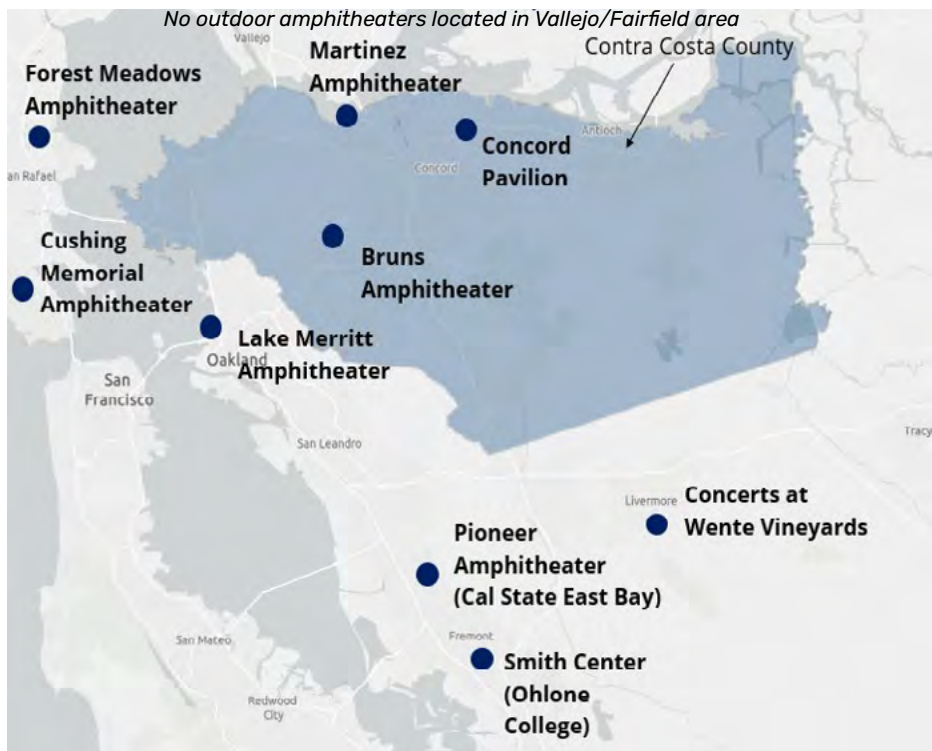 No outdoor amphitheaters located in Vallejo/Fairfield area
Vallejo
Martinez
Amphitheater
Contra Costa County
Forest Meadows
Amphitheater
Antioch
Concord
Pavilion
Concord
an Rafael
Cushing
Memorial
Amphitheater
Bruns
Amphitheater
Lake Merritt
Amphitheater
Oakland
San
Francisco
San Leandro
Tracy
Livermore
Concerts at
Wente Vineyards
Pioneer
Amphitheater
(Cal State East Bay)
San Mateo
Fremont
Smith Center
(Ohlone
College)
Redwood
City